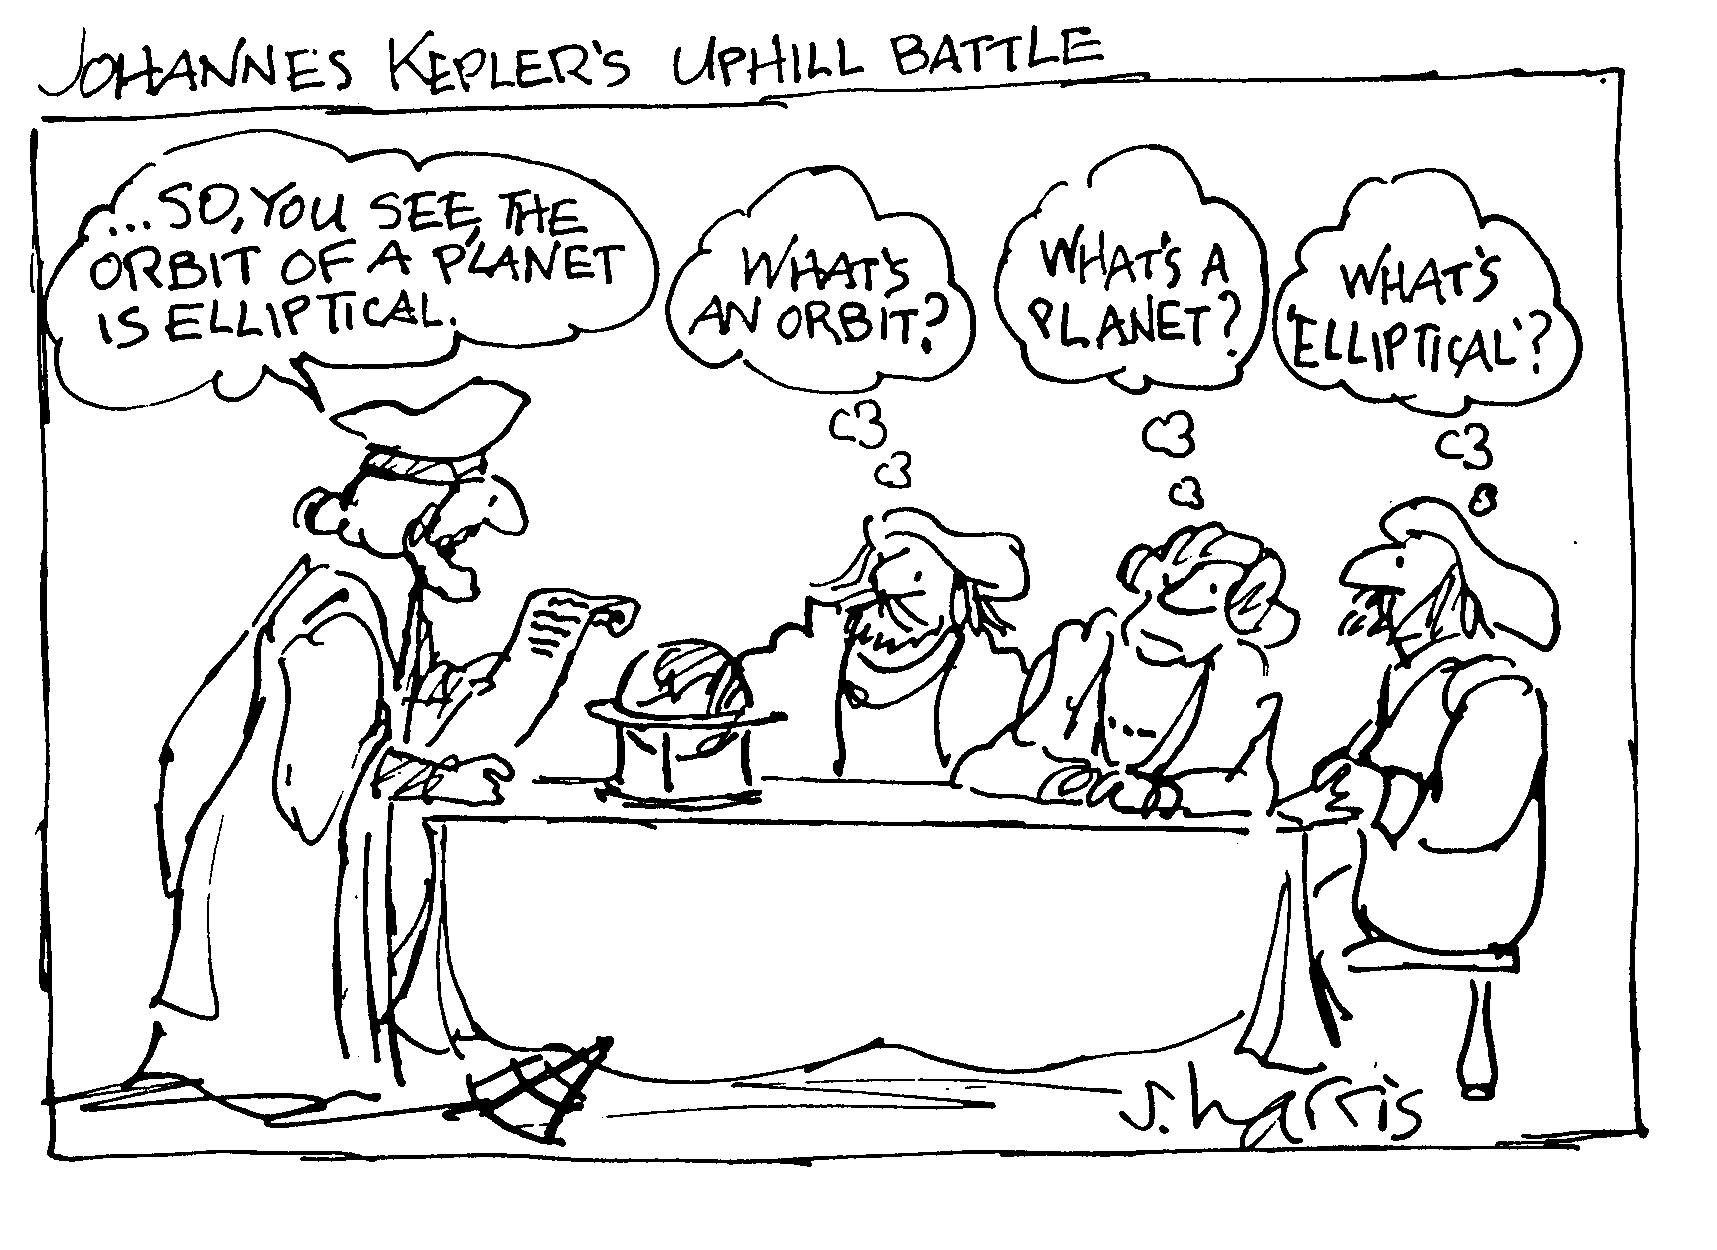 JOHANNES KEPLER'S UPHILL BATTLE
...SO, YOU SEE, THE
ORBIT OF A PLANET
IS ELLIPTICAL.
WHAT'S
AN ORBIT?
WHAT'S A
PLANET?
WHAT'S
'ELLIPTICAL'?
S. Harris